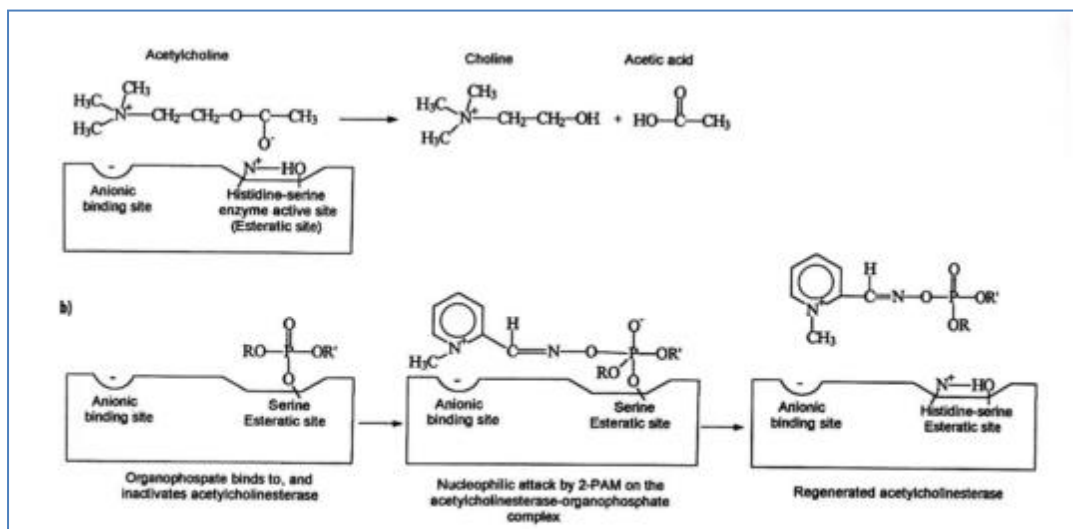 Acetylcholine
Choline
Acetic acid
H₃C
CH₃
N⁺—CH₂—CH₂—O—C—CH₃
H₃C
O⁻
H₃C
CH₃
N⁺—CH₂—CH₂—OH
H₃C
+
O
HO—C—CH₃
-
N⁺—HO
Anionic
binding site
Histidine-serine
enzyme active site
(Esteratic site)
b)
O
RO—P—OR'
O
-
Anionic
binding site
Serine
Esteratic site
Organophospate binds to, and
inactivates acetylcholinesterase
H
C=N—O—P—OR'
O⁻
N⁺
H₃C
RO
O
-
Anionic
binding site
Serine
Esteratic site
Nucleophilic attack by 2-PAM on the
acetylcholinesterase-organophosphate
complex
H
O
C=N—O—P—OR'
N⁺
OR
CH₃
-
N⁺—HO
Anionic
binding site
Histidine-serine
Esteratic site
Regenerated acetylcholinesterase